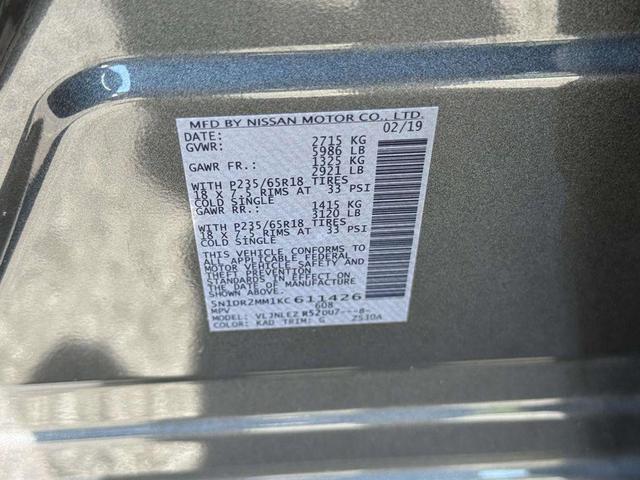 MFD BY NISSAN MOTOR CO., LTD.
DATE: 02/19
GVWR: 2715 KG
5986 LB
GAWR FR.: 1325 KG
2921 LB
WITH P235/65R18 TIRES
18 X 7.5 RIMS AT 33 PSI
COLD SINGLE
GAWR RR.: 1415 KG
3120 LB
WITH P235/65R18 TIRES
18 X 7.5 RIMS AT 33 PSI
COLD SINGLE
THIS VEHICLE CONFORMS TO
ALL APPLICABLE FEDERAL
MOTOR VEHICLE SAFETY AND
THEFT PREVENTION
STANDARDS IN EFFECT ON
THE DATE OF MANUFACTURE
SHOWN ABOVE.
5N1DR2MM1KC611426
MPV 608
MODEL: R52DU7---8-
COLOR: KAD TRIM: G